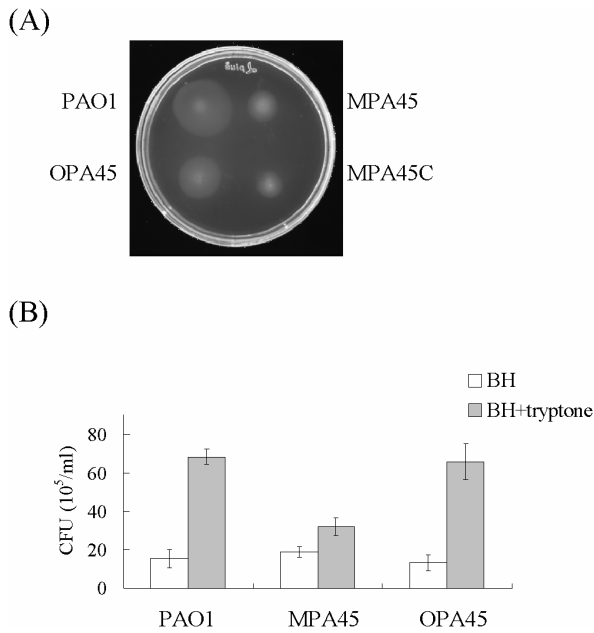 (A)
PAO1
MPA45
OPA45
MPA45C
(B)
BH
BH+tryptone
CFU (10⁵/ml)
80
60
40
20
0
PAO1 MPA45 OPA45